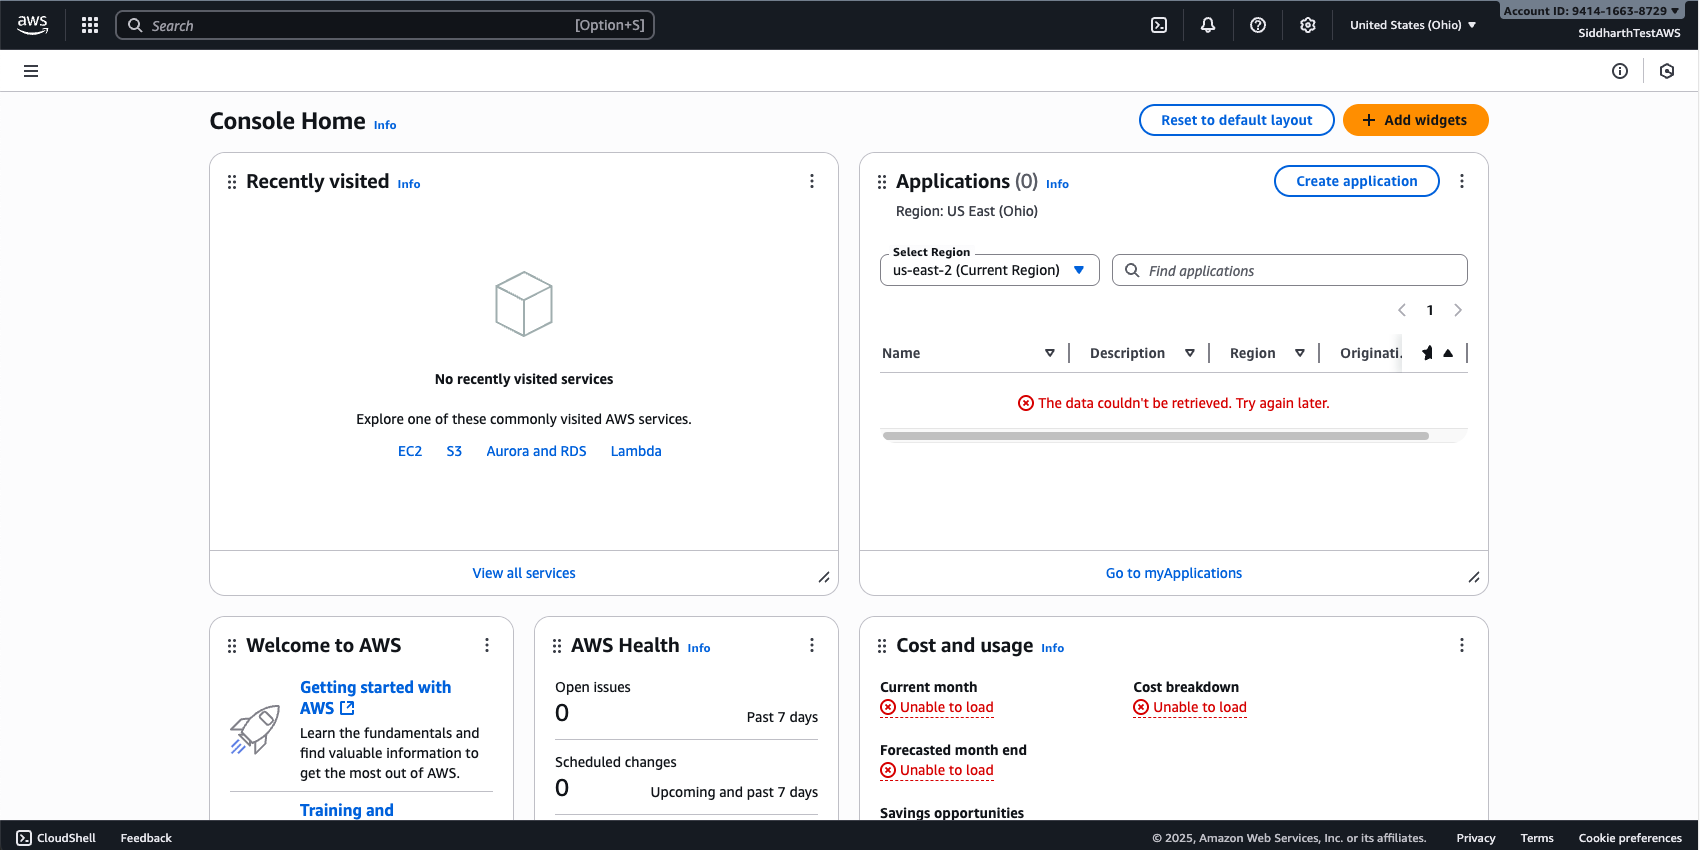 aws
Search
[Option+S]
United States (Ohio)
Account ID: 9414-1663-8729
SiddharthTestAWS
Console Home Info
Reset to default layout
Add widgets
Recently visited Info
No recently visited services
Explore one of these commonly visited AWS services.
EC2 S3 Aurora and RDS Lambda
View all services
Applications (0) Info
Create application
Region: US East (Ohio)
Select Region
us-east-2 (Current Region)
Find applications
1
Name Description Region Originati.
The data couldn't be retrieved. Try again later.
Go to myApplications
Welcome to AWS
Getting started with
AWS
Learn the fundamentals and
find valuable information to
get the most out of AWS.
Training and
AWS Health Info
Open issues
0
Past 7 days
Scheduled changes
0
Upcoming and past 7 days
Cost and usage Info
Current month
Unable to load
Cost breakdown
Unable to load
Forecasted month end
Unable to load
Savings opportunities
CloudShell Feedback
© 2025, Amazon Web Services, Inc. or its affiliates. Privacy Terms Cookie preferences